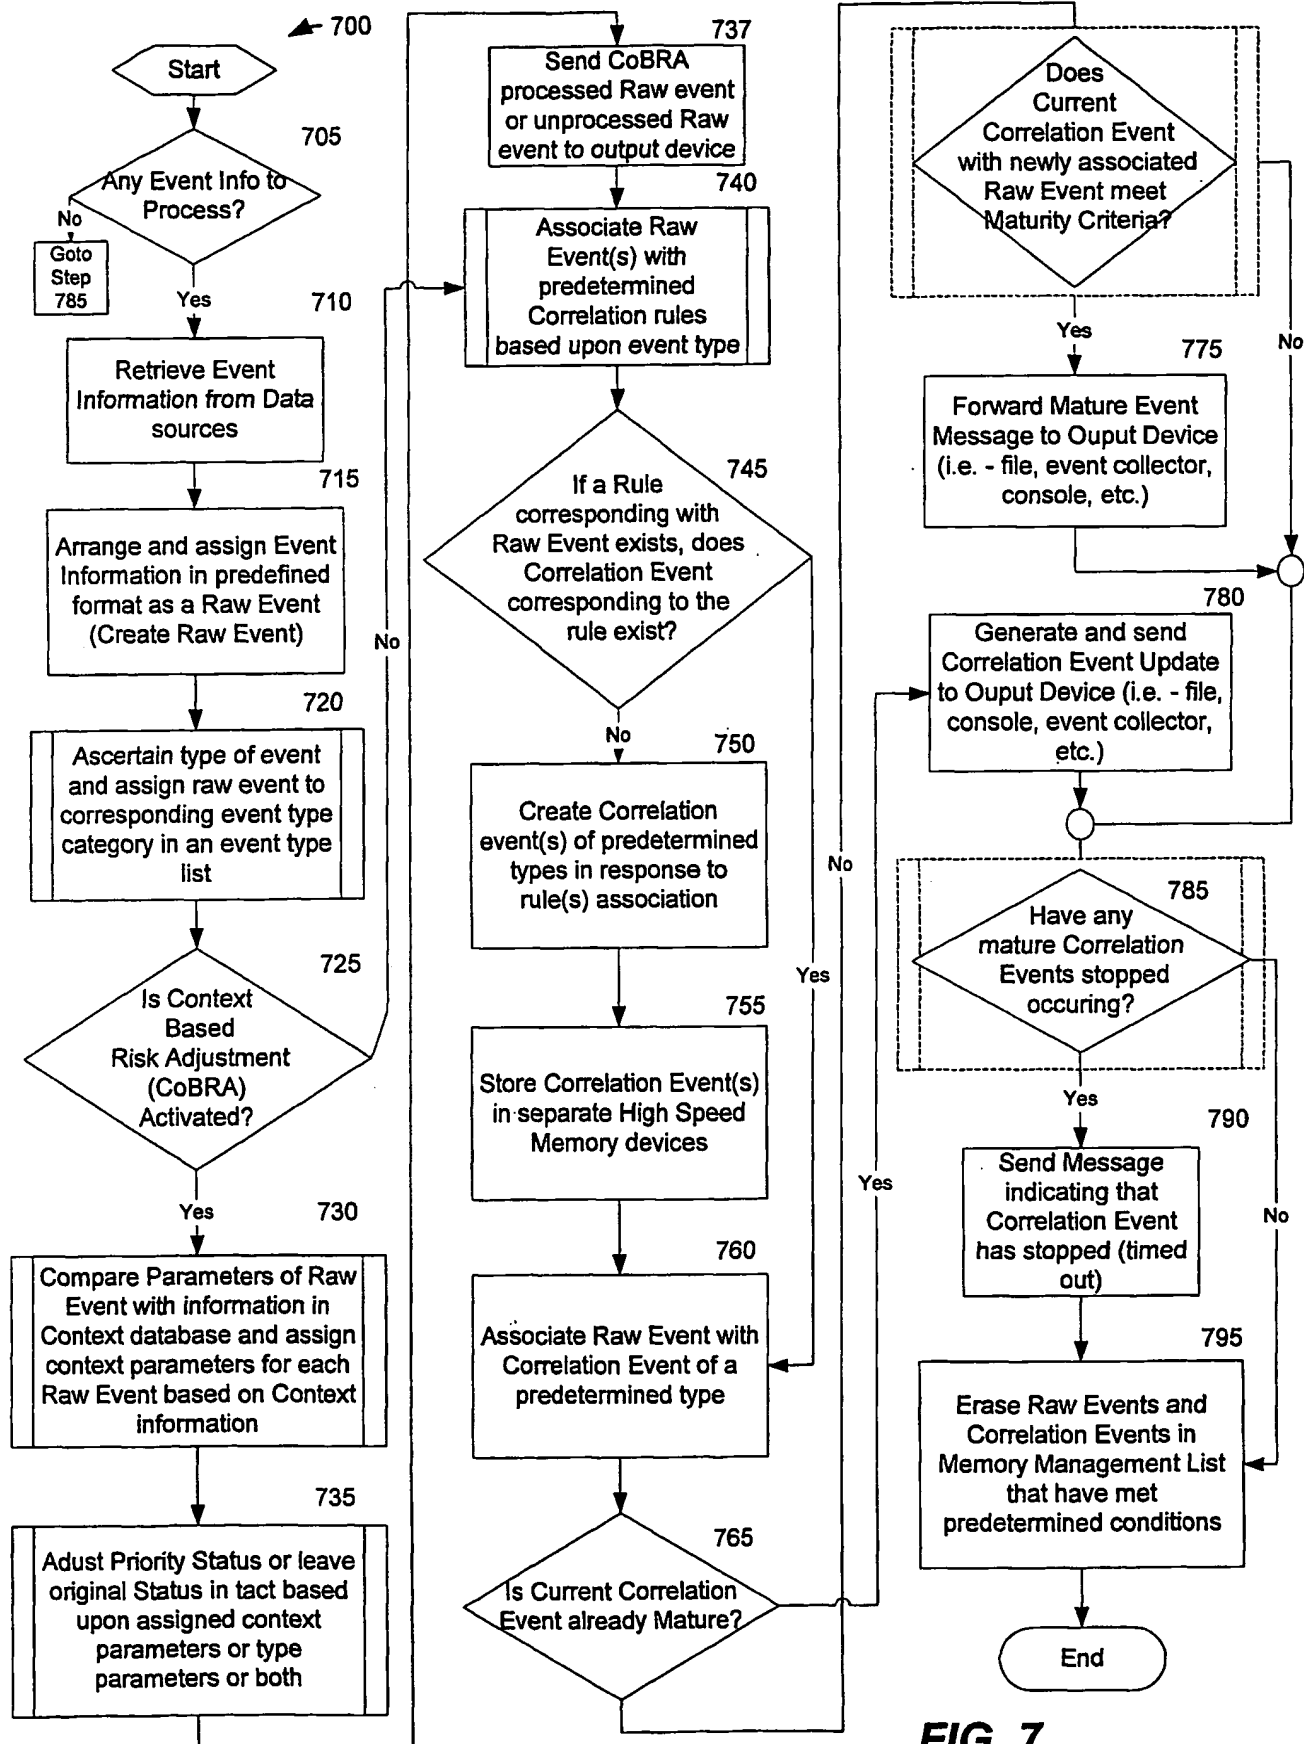 700
Start
705
Any Event Info to
Process?
No
Goto
Step
785
Yes
710
Retrieve Event
Information from Data
sources
715
Arrange and assign Event
Information in predefined
format as a Raw Event
(Create Raw Event)
720
Ascertain type of event
and assign raw event to
corresponding event type
category in an event type
list
725
Is Context
Based
Risk Adjustment
(CoBRA)
Activated?
No
Yes
730
Compare Parameters of Raw
Event with information in
Context database and assign
context parameters for each
Raw Event based on Context
information
735
Adust Priority Status or leave
original Status in tact based
upon assigned context
parameters or type
parameters or both
737
Send CoBRA
processed Raw event
or unprocessed Raw
event to output device
740
Associate Raw
Event(s) with
predetermined
Correlation rules
based upon event type
745
If a Rule
corresponding with
Raw Event exists, does
Correlation Event
corresponding to the
rule exist?
No
Yes
750
Create Correlation
event(s) of predetermined
types in response to
rule(s) association
755
Store Correlation Event(s)
in separate High Speed
Memory devices
760
Associate Raw Event with
Correlation Event of a
predetermined type
765
Is Current Correlation
Event already Mature?
No
Yes
Does
Current
Correlation Event
with newly associated
Raw Event meet
Maturity Criteria?
Yes
No
775
Forward Mature Event
Message to Ouput Device
(i.e. - file, event collector,
console, etc.)
780
Generate and send
Correlation Event Update
to Ouput Device (i.e. - file,
console, event collector,
etc.)
785
Have any
mature Correlation
Events stopped
occuring?
Yes
No
790
Send Message
indicating that
Correlation Event
has stopped (timed
out)
795
Erase Raw Events and
Correlation Events in
Memory Management List
that have met
predetermined conditions
End
FIG. 7